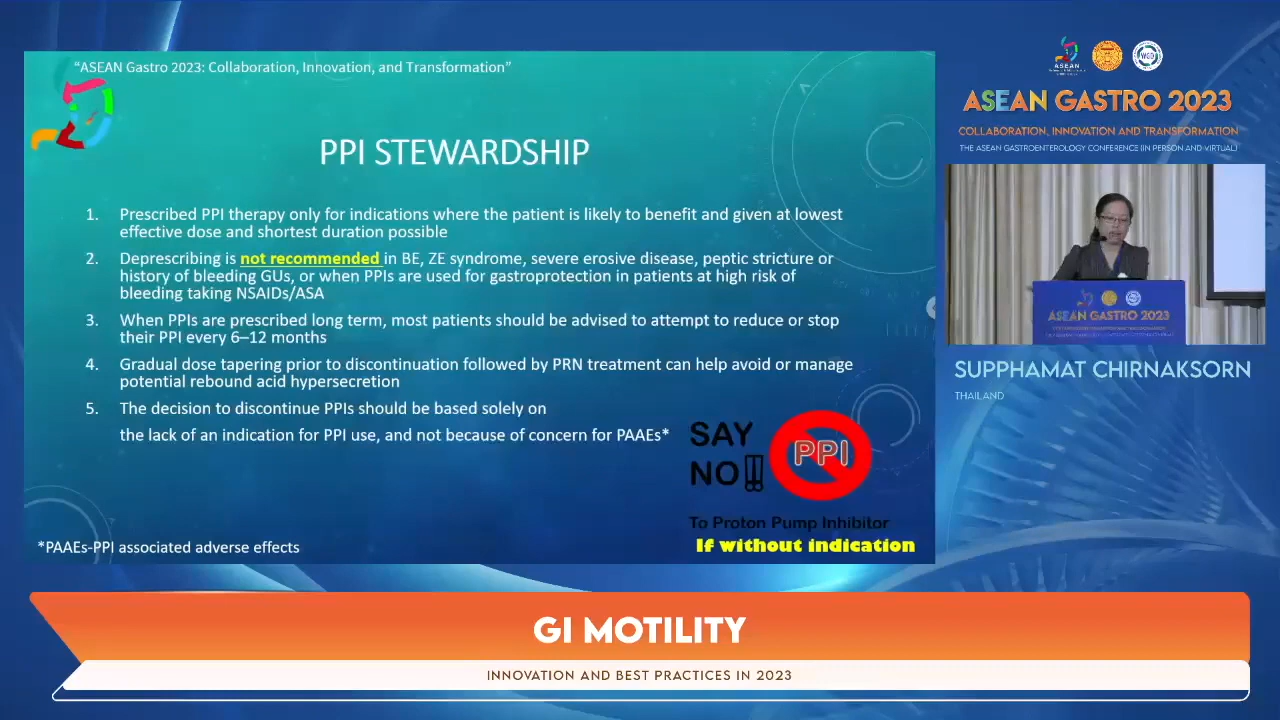 "ASEAN Gastro 2023: Collaboration, Innovation, and Transformation"
PPI STEWARDSHIP
1. Prescribed PPI therapy only for indications where the patient is likely to benefit and given at lowest
effective dose and shortest duration possible
2. Deprescribing is not recommended in BE, ZE syndrome, severe erosive disease, peptic stricture or
history of bleeding GUs, or when PPIs are used for gastroprotection in patients at high risk of
bleeding taking NSAIDs/ASA
3. When PPIs are prescribed long term, most patients should be advised to attempt to reduce or stop
their PPI every 6–12 months
4. Gradual dose tapering prior to discontinuation followed by PRN treatment can help avoid or manage
potential rebound acid hypersecretion
5. The decision to discontinue PPIs should be based solely on
the lack of an indication for PPI use, and not because of concern for PAAEs*
SAY
NO!!
PPI
To Proton Pump Inhibitor
If without indication
*PAAEs-PPI associated adverse effects
ASEAN
ASEAN GASTRO 2023
COLLABORATION, INNOVATION AND TRANSFORMATION
THE ASEAN GASTROENTEROLOGY CONFERENCE (IN PERSON AND VIRTUAL)
ASEAN GASTRO 2023
SUPPHAMAT CHIRNAKSORN
THAILAND
GI MOTILITY
INNOVATION AND BEST PRACTICES IN 2023